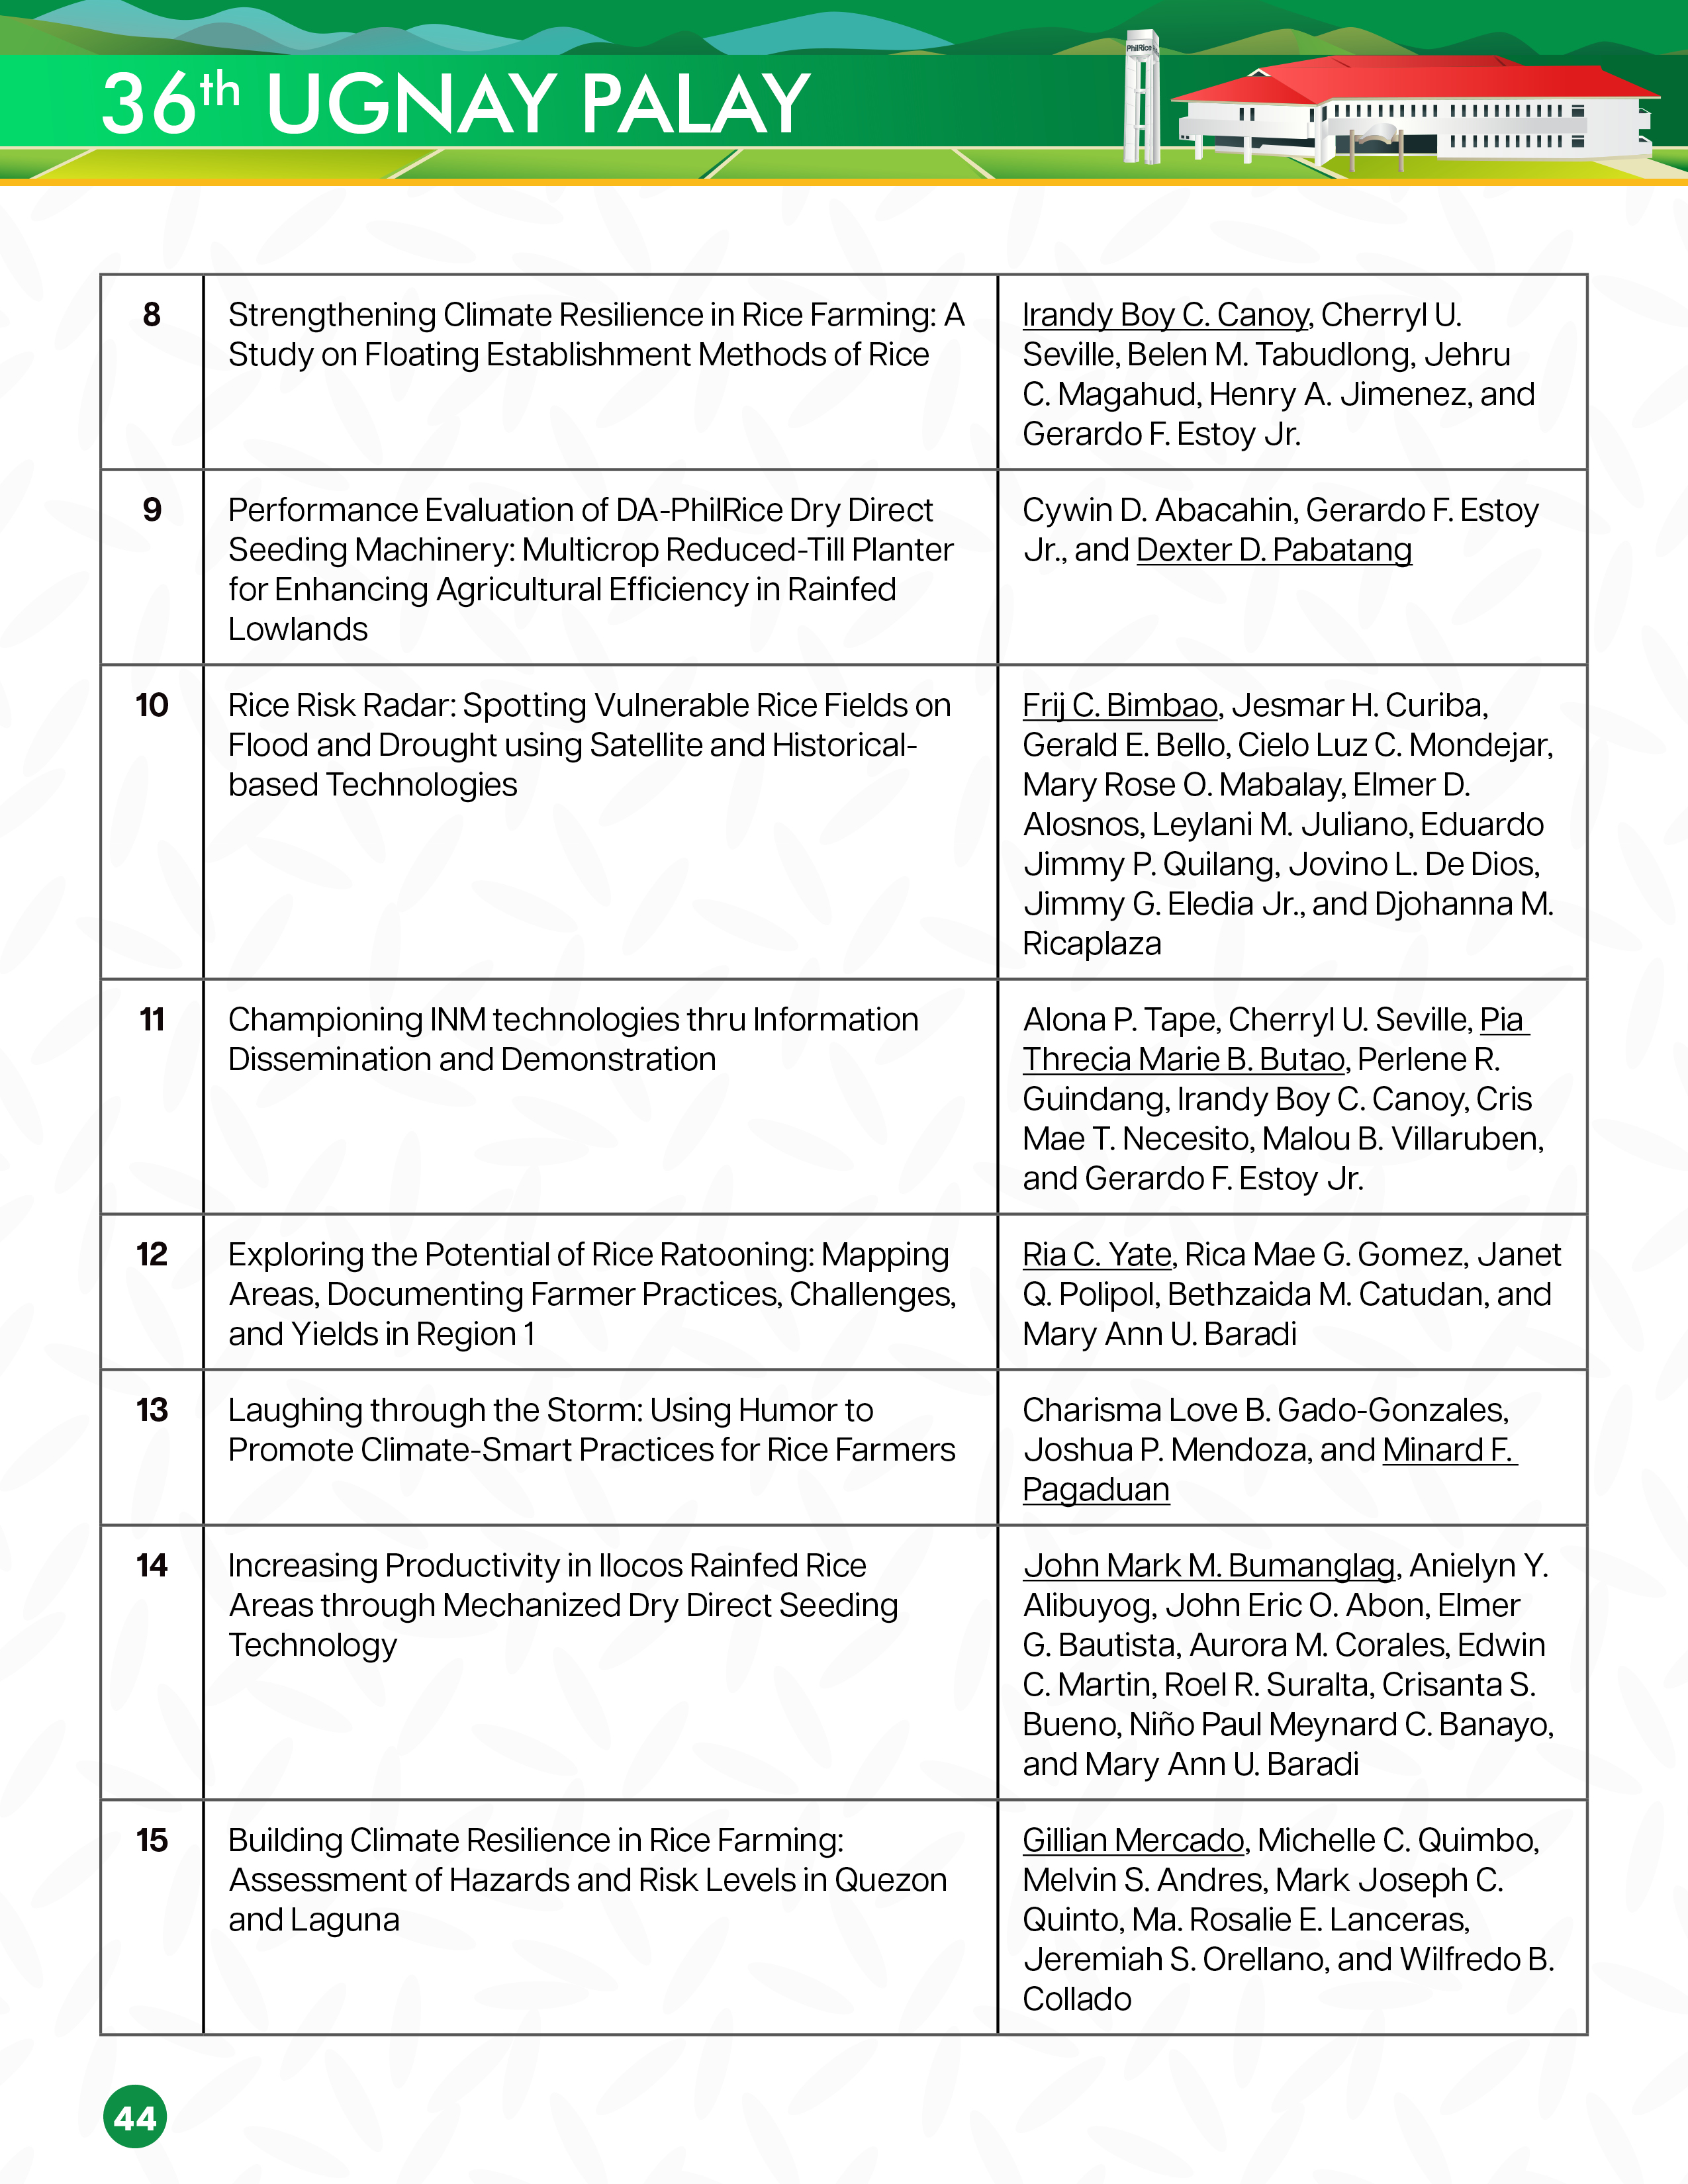 PhilRice
36th UGNAY PALAY
8
Strengthening Climate Resilience in Rice Farming: A
Study on Floating Establishment Methods of Rice
Irandy Boy C. Canoy, Cherryl U.
Seville, Belen M. Tabudlong, Jehru
C. Magahud, Henry A. Jimenez, and
Gerardo F. Estoy Jr.
9
Performance Evaluation of DA-PhilRice Dry Direct
Seeding Machinery: Multicrop Reduced-Till Planter
for Enhancing Agricultural Efficiency in Rainfed
Lowlands
Cywin D. Abacahin, Gerardo F. Estoy
Jr., and Dexter D. Pabatang
10
Rice Risk Radar: Spotting Vulnerable Rice Fields on
Flood and Drought using Satellite and Historical-
based Technologies
Frij C. Bimbao, Jesmar H. Curiba,
Gerald E. Bello, Cielo Luz C. Mondejar,
Mary Rose O. Mabalay, Elmer D.
Alosnos, Leylani M. Juliano, Eduardo
Jimmy P. Quilang, Jovino L. De Dios,
Jimmy G. Eledia Jr., and Djohanna M.
Ricaplaza
11
Championing INM technologies thru Information
Dissemination and Demonstration
Alona P. Tape, Cherryl U. Seville, Pia
Threcia Marie B. Butao, Perlene R.
Guindang, Irandy Boy C. Canoy, Cris
Mae T. Necesito, Malou B. Villaruben,
and Gerardo F. Estoy Jr.
12
Exploring the Potential of Rice Ratooning: Mapping
Areas, Documenting Farmer Practices, Challenges,
and Yields in Region 1
Ria C. Yate, Rica Mae G. Gomez, Janet
Q. Polipol, Bethzaida M. Catudan, and
Mary Ann U. Baradi
13
Laughing through the Storm: Using Humor to
Promote Climate-Smart Practices for Rice Farmers
Charisma Love B. Gado-Gonzales,
Joshua P. Mendoza, and Minard F.
Pagaduan
14
Increasing Productivity in Ilocos Rainfed Rice
Areas through Mechanized Dry Direct Seeding
Technology
John Mark M. Bumanglag, Anielyn Y.
Alibuyog, John Eric O. Abon, Elmer
G. Bautista, Aurora M. Corales, Edwin
C. Martin, Roel R. Suralta, Crisanta S.
Bueno, Niño Paul Meynard C. Banayo,
and Mary Ann U. Baradi
15
Building Climate Resilience in Rice Farming:
Assessment of Hazards and Risk Levels in Quezon
and Laguna
Gillian Mercado, Michelle C. Quimbo,
Melvin S. Andres, Mark Joseph C.
Quinto, Ma. Rosalie E. Lanceras,
Jeremiah S. Orellano, and Wilfredo B.
Collado
44